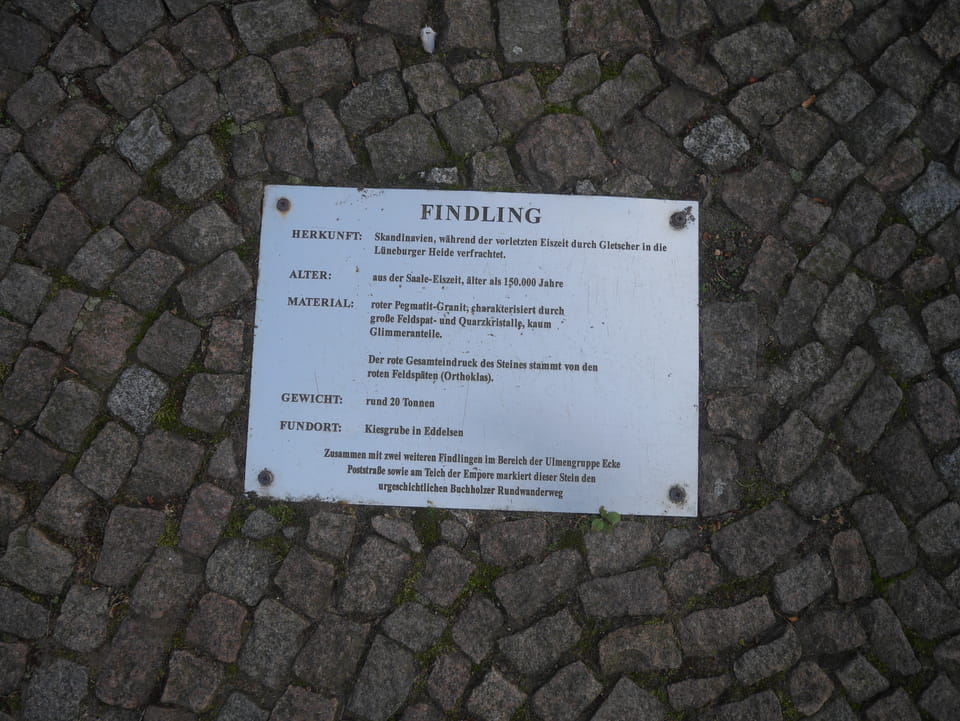 FINDLING
HERKUNFT: Skandinavien, während der vorletzten Eiszeit durch Gletscher in die
Lüneburger Heide verfrachtet.
ALTER: aus der Saale-Eiszeit, älter als 150.000 Jahre
MATERIAL: roter Pegmatit-Granit, charakterisiert durch
große Feldspat- und Quarzkristalle, kaum
Glimmeranteile.
Der rote Gesamteindruck des Steines stammt von den
roten Feldspäten (Orthoklas).
GEWICHT: rund 20 Tonnen
FUNDORT: Kiesgrube in Eddelsen
Zusammen mit zwei weiteren Findlingen im Bereich der Ulmengruppe Ecke
Poststraße sowie am Teich der Empore markiert dieser Stein den
urgeschichtlichen Buchholzer Rundwanderweg